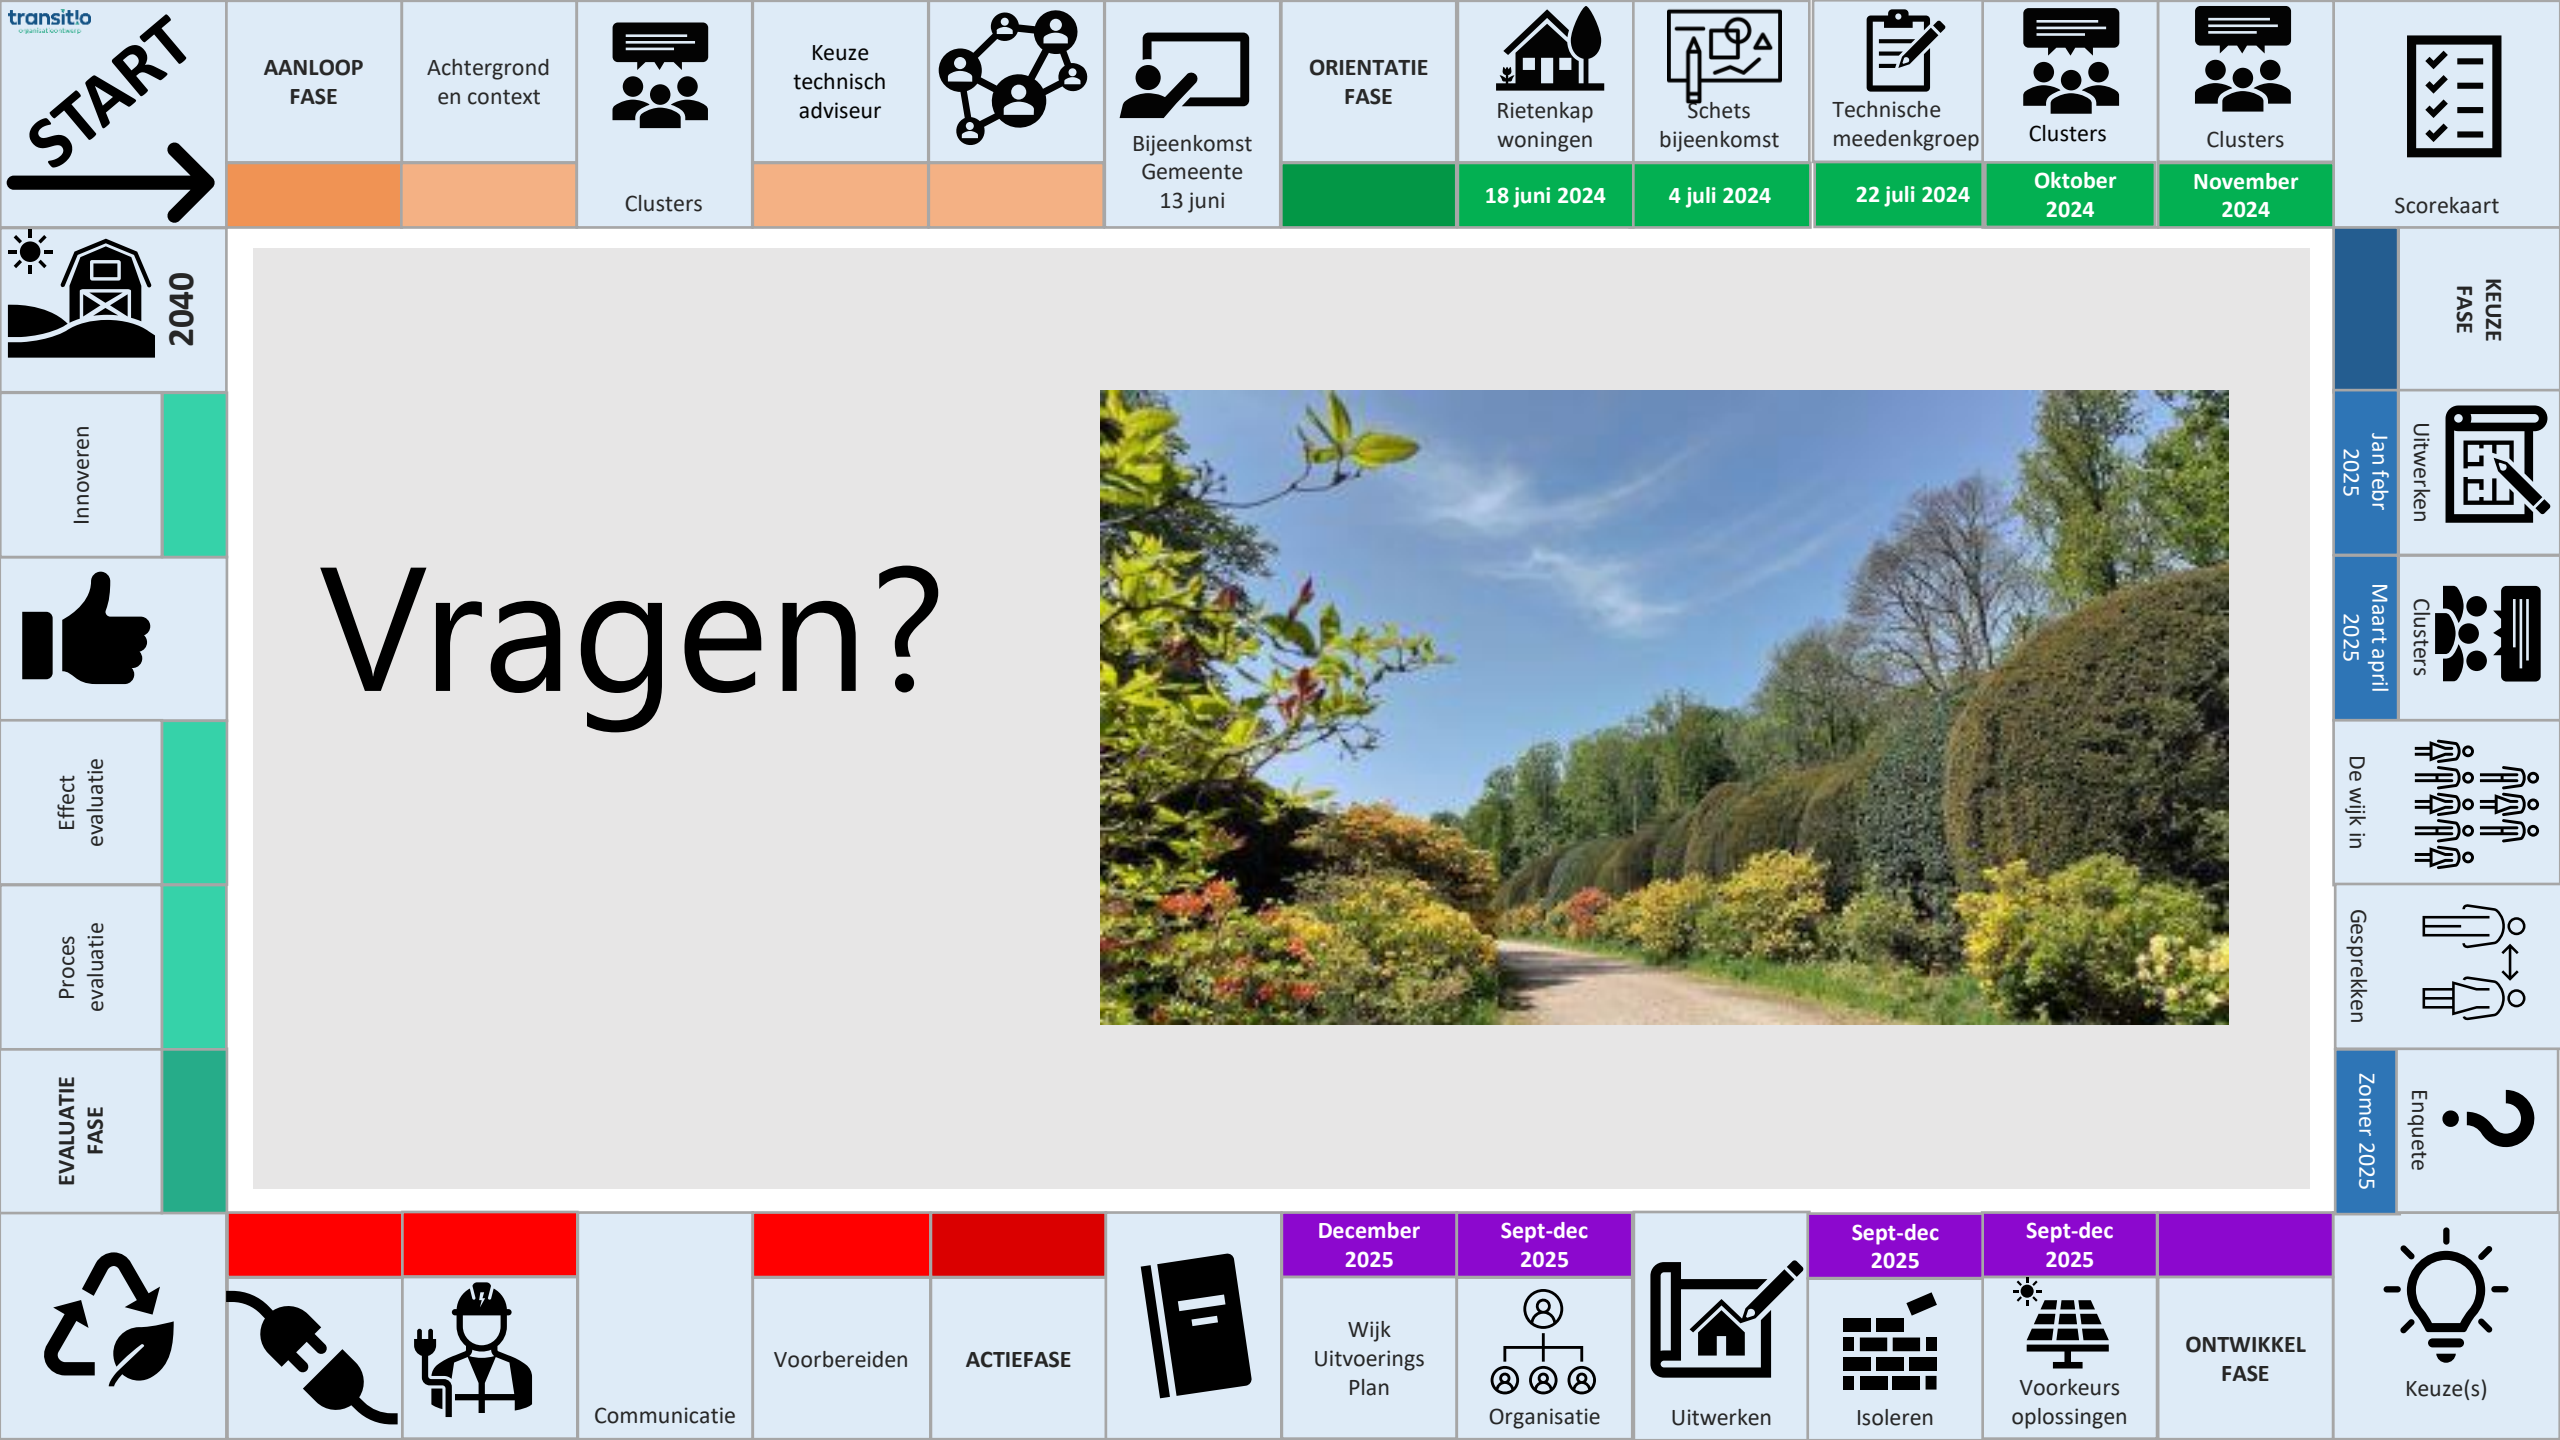 transit!o
organisatieontwerp
START
AANLOOP
FASE
Achtergrond
en context
Clusters
Keuze
technisch
adviseur
Bijeenkomst
Gemeente
13 juni
ORIENTATIE
FASE
Rietenkap
woningen
18 juni 2024
Schets
bijeenkomst
4 juli 2024
Technische
meedenkgroep
22 juli 2024
Clusters
Oktober
2024
Clusters
November
2024
Scorekaart
KEUZE
FASE
Uitwerken
Jan febr
2025
Clusters
Maart april
2025
De wijk in
Gesprekken
Enquete
Zomer 2025
Keuze(s)
ONTWIKKEL
FASE
Sept-dec
2025
Voorkeurs
oplossingen
Sept-dec
2025
Isoleren
Uitwerken
Sept-dec
2025
Organisatie
December
2025
Wijk
Uitvoerings
Plan
ACTIEFASE
Voorbereiden
Communicatie
EVALUATIE
FASE
Proces
evaluatie
Effect
evaluatie
Innoveren
2040
Vragen?